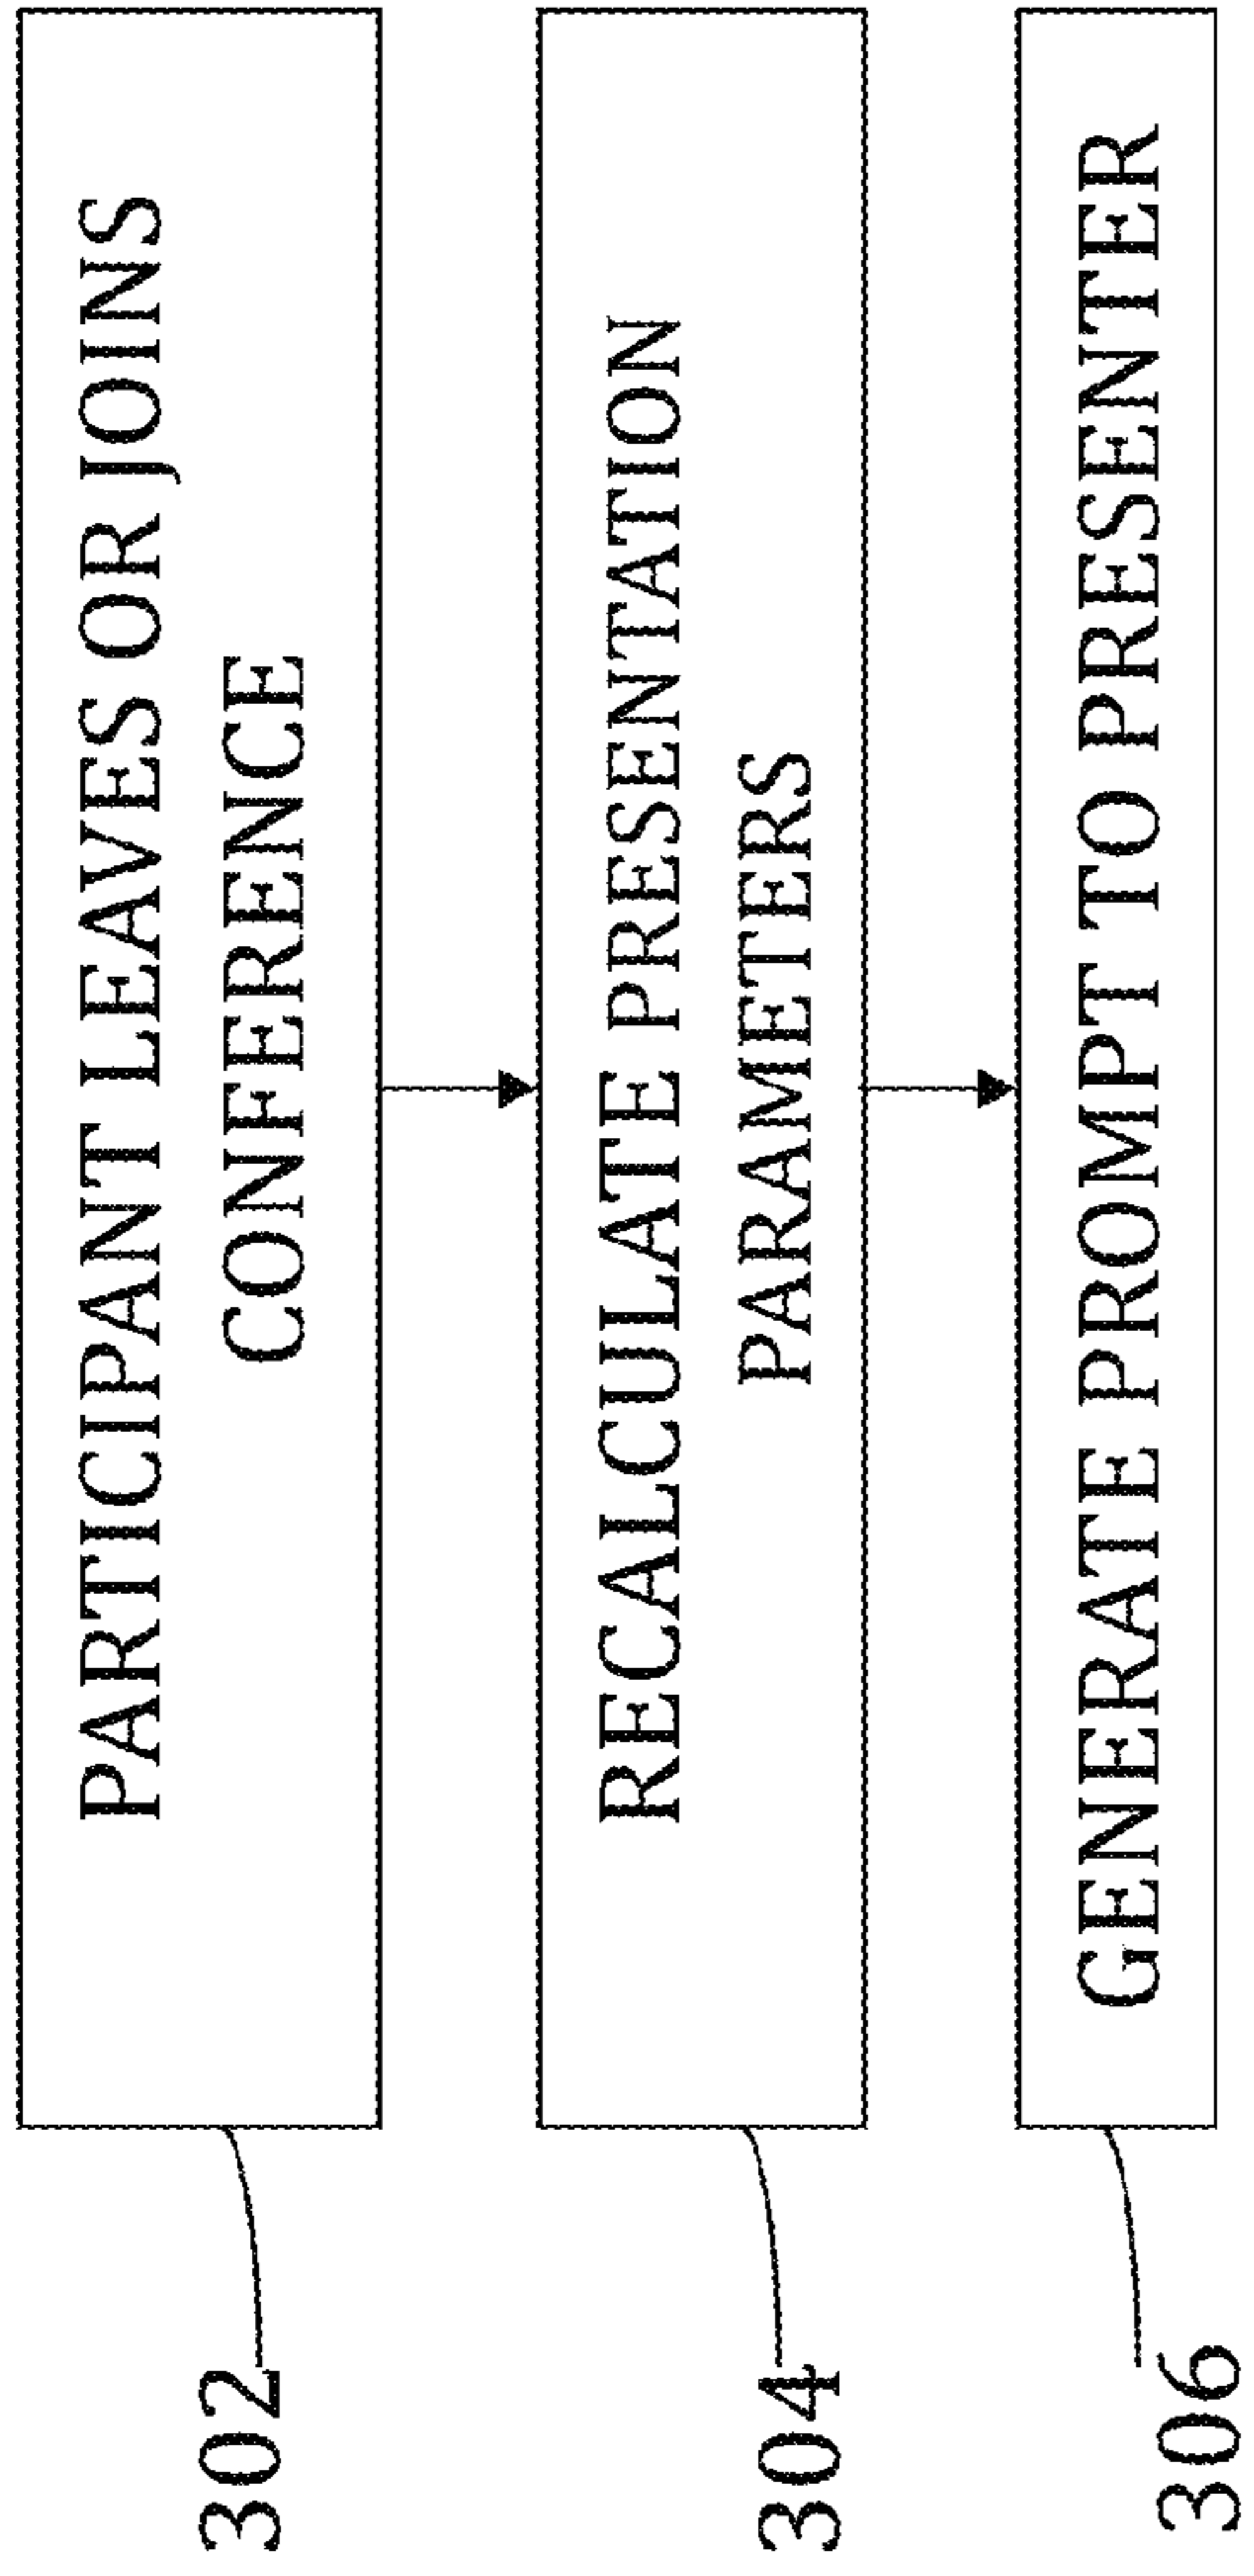 302
PARTICIPANT LEAVES OR JOINS
CONFERENCE
304
RECALCULATE PRESENTATION
PARAMETERS
306
GENERATE PROMPT TO PRESENTER